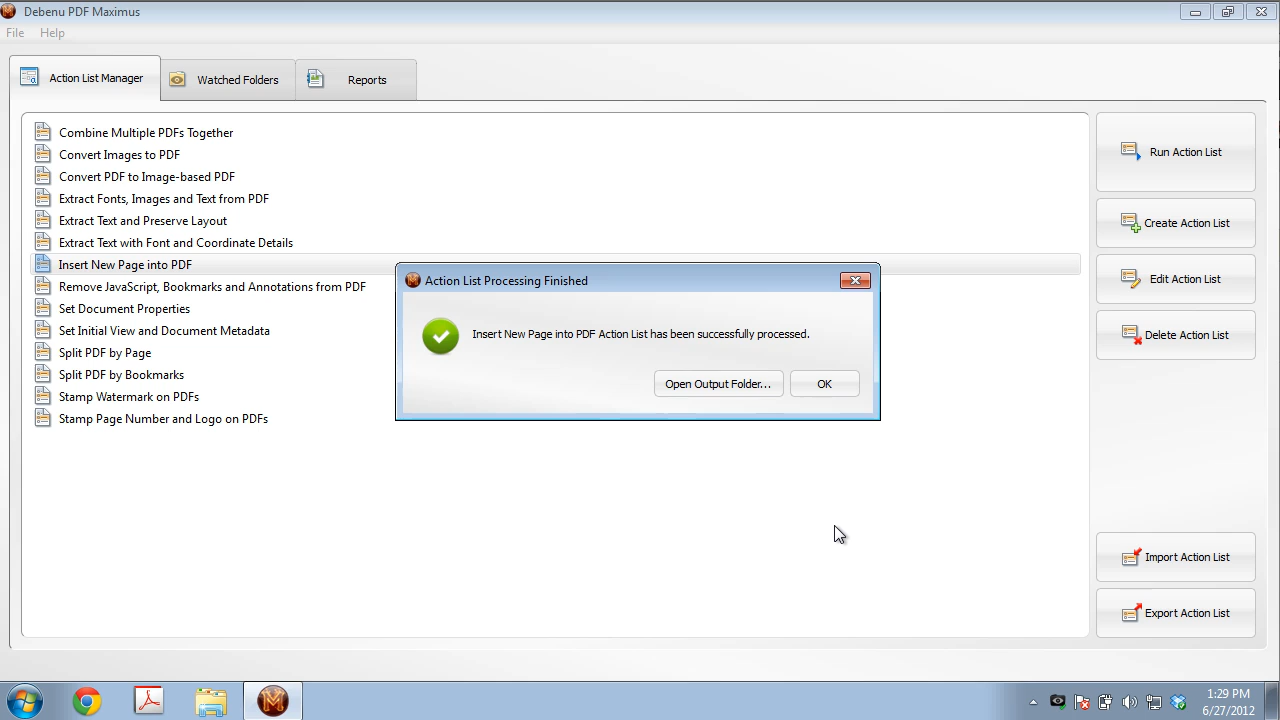 Debenu PDF Maximus
File Help
Action List Manager
Watched Folders
Reports
Combine Multiple PDFs Together
Convert Images to PDF
Convert PDF to Image-based PDF
Extract Fonts, Images and Text from PDF
Extract Text and Preserve Layout
Extract Text with Font and Coordinate Details
Insert New Page into PDF
Remove JavaScript, Bookmarks and Annotations from PDF
Set Document Properties
Set Initial View and Document Metadata
Split PDF by Page
Split PDF by Bookmarks
Stamp Watermark on PDFs
Stamp Page Number and Logo on PDFs
Action List Processing Finished
Insert New Page into PDF Action List has been successfully processed.
Open Output Folder...
OK
Run Action List
Create Action List
Edit Action List
Delete Action List
Import Action List
Export Action List
1:29 PM
6/27/2012